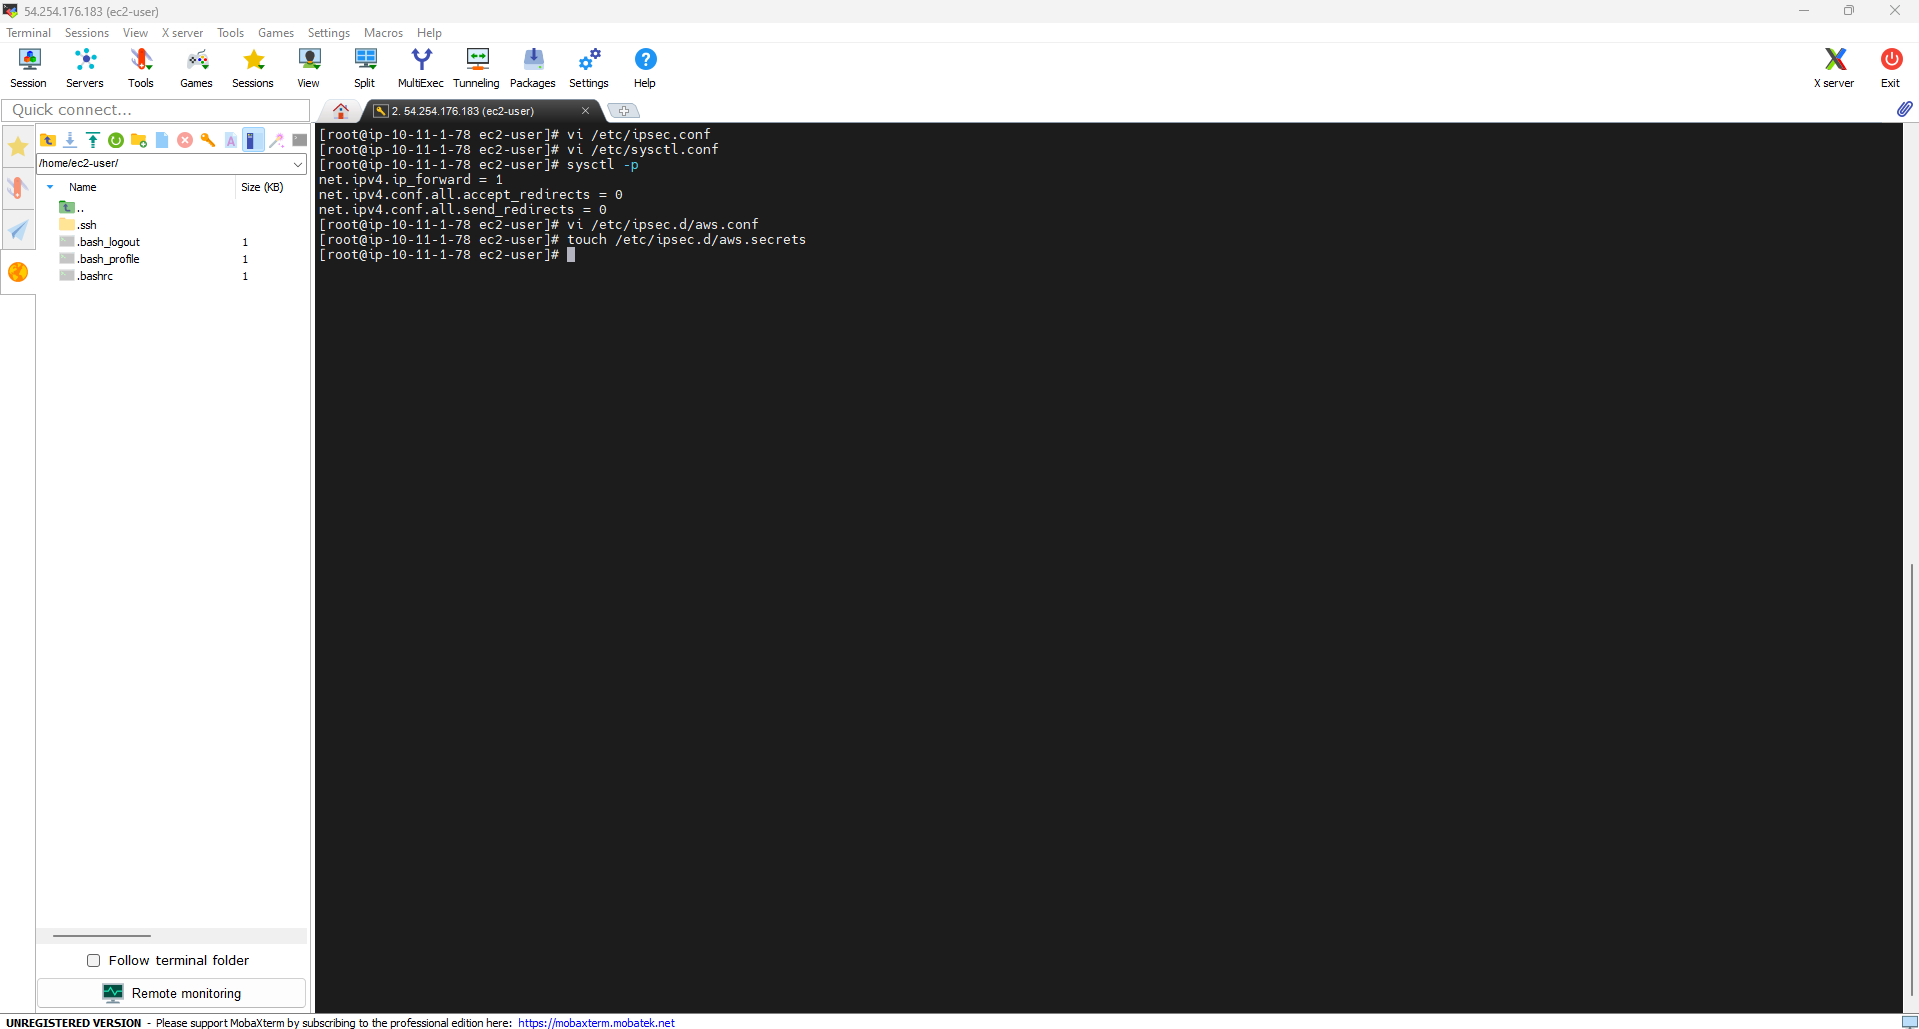 54.254.176.183 (ec2-user)
Terminal Sessions View X server Tools Games Settings Macros Help
Session Servers Tools Games Sessions View Split MultiExec Tunneling Packages Settings Help X server Exit
Quick connect...
2. 54.254.176.183 (ec2-user)
/home/ec2-user/
Name Size (KB)
..
.ssh
.bash_logout 1
.bash_profile 1
.bashrc 1
[root@ip-10-11-1-78 ec2-user]# vi /etc/ipsec.conf
[root@ip-10-11-1-78 ec2-user]# vi /etc/sysctl.conf
[root@ip-10-11-1-78 ec2-user]# sysctl -p
net.ipv4.ip_forward = 1
net.ipv4.conf.all.accept_redirects = 0
net.ipv4.conf.all.send_redirects = 0
[root@ip-10-11-1-78 ec2-user]# vi /etc/ipsec.d/aws.conf
[root@ip-10-11-1-78 ec2-user]# touch /etc/ipsec.d/aws.secrets
[root@ip-10-11-1-78 ec2-user]#
Follow terminal folder
Remote monitoring
UNREGISTERED VERSION - Please support MobaXterm by subscribing to the professional edition here: https://mobaxterm.mobatek.net